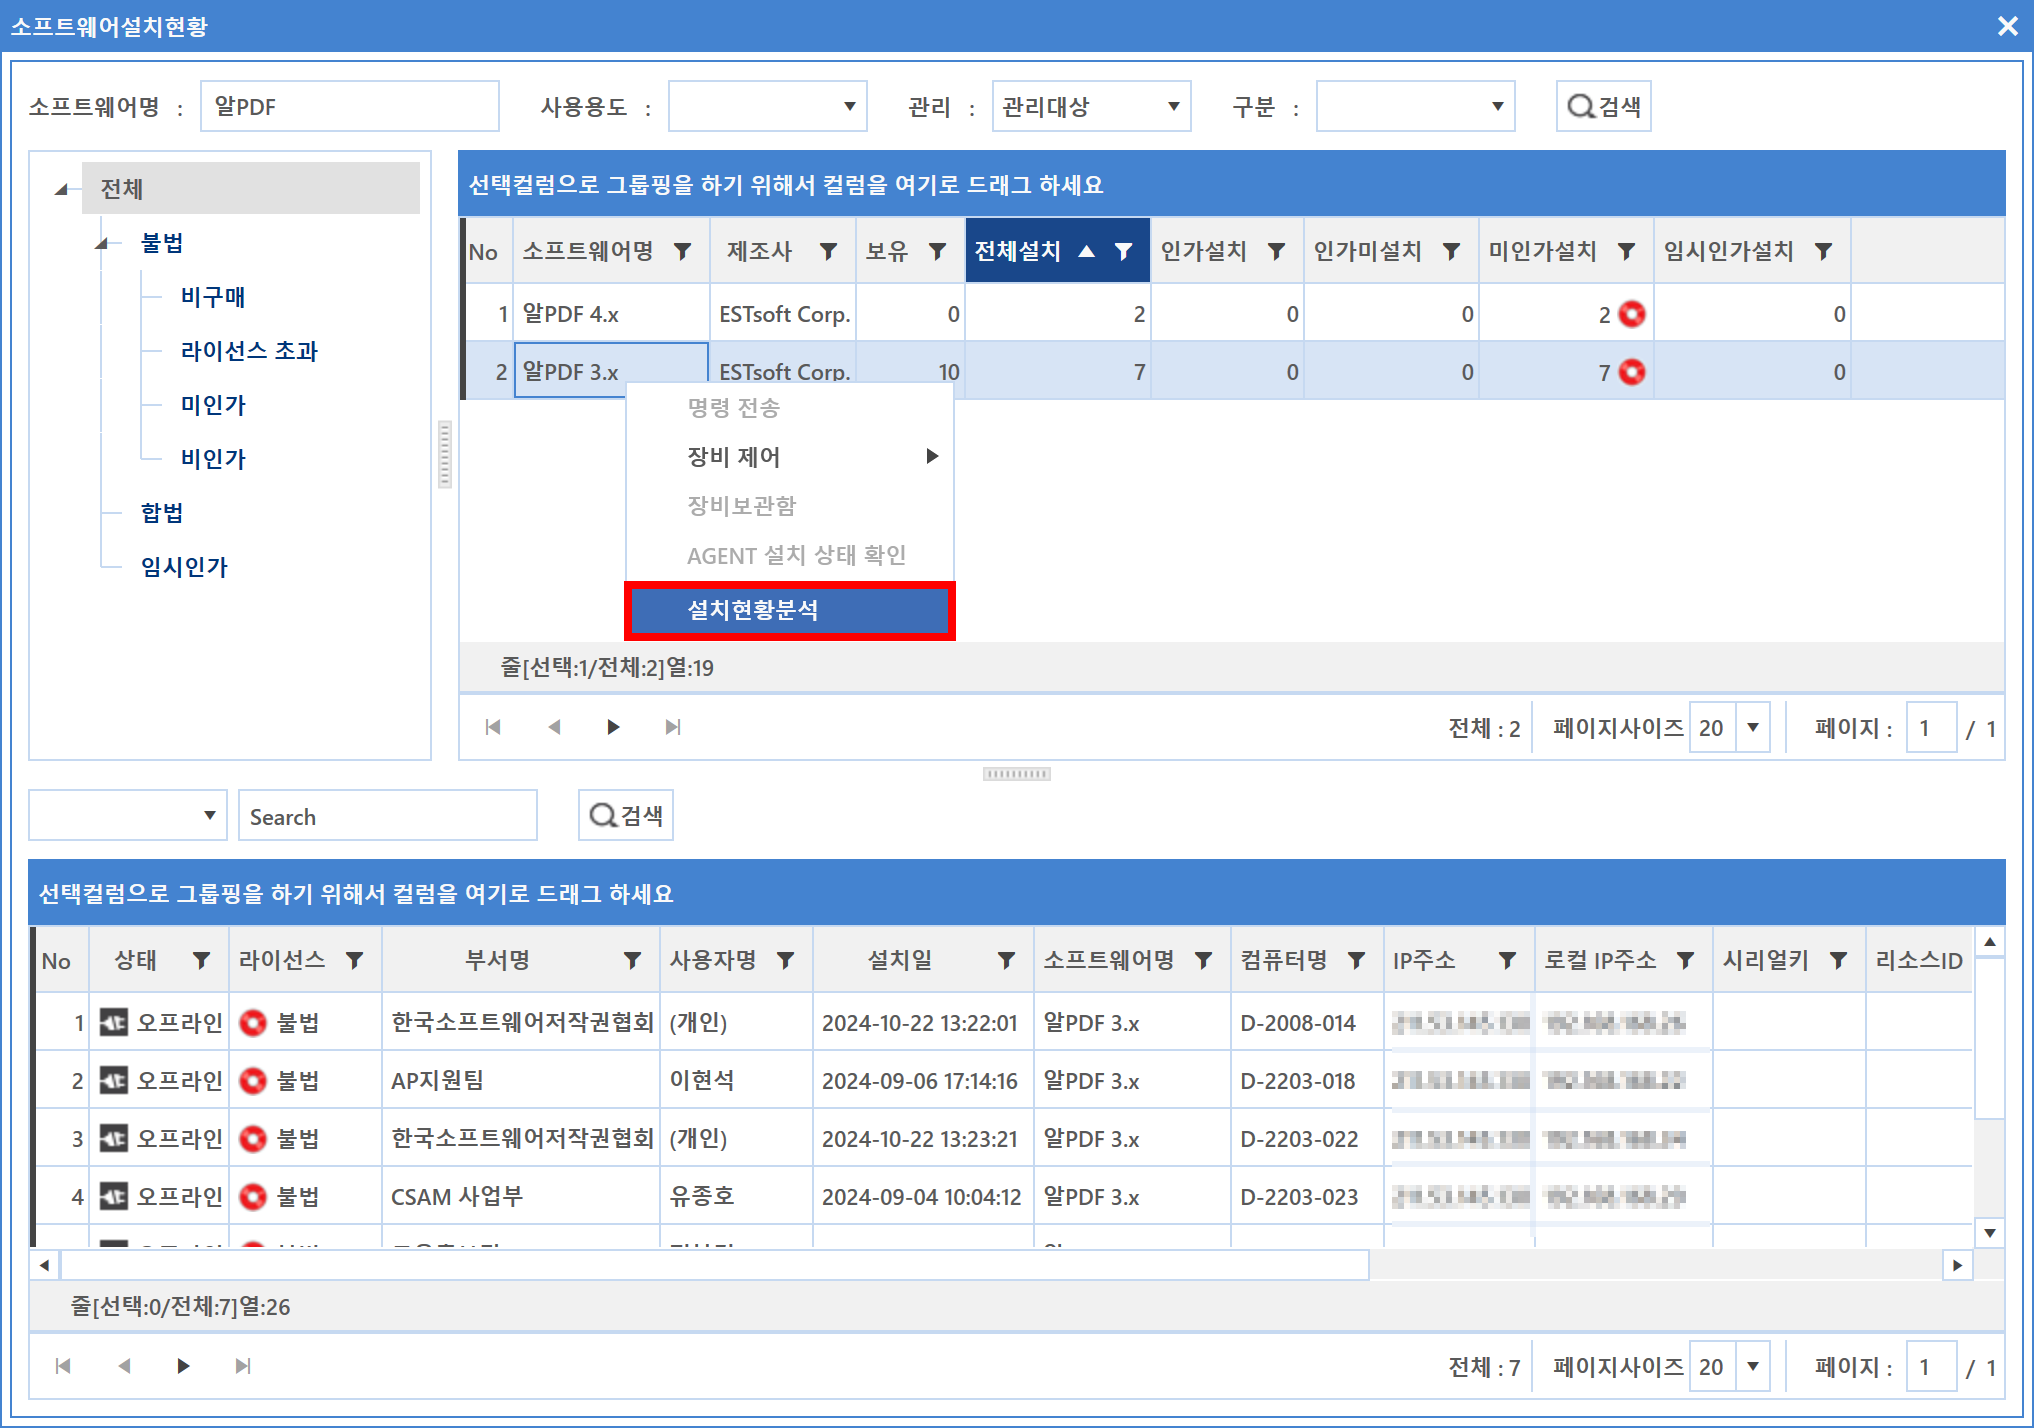 소프트웨어설치현황
소프트웨어명 : 알PDF 사용용도 : 관리 : 관리대상 구분 : 검색
전체
불법
비구매
라이선스 초과
미인가
비인가
합법
임시인가
선택컬럼으로 그룹핑을 하기 위해서 컬럼을 여기로 드래그 하세요
No 소프트웨어명 제조사 보유 전체설치 인가설치 인가미설치 미인가설치 임시인가설치
1 알PDF 4.x ESTsoft Corp. 0 2 0 0 2 0
2 알PDF 3.x ESTsoft Corp. 10 7 0 0 7 0
명령 전송
장비 제어
장비보관함
AGENT 설치 상태 확인
설치현황분석
줄[선택:1/전체:2]열:19
전체 : 2 페이지사이즈 20 페이지 : 1 / 1
Search 검색
선택컬럼으로 그룹핑을 하기 위해서 컬럼을 여기로 드래그 하세요
No 상태 라이선스 부서명 사용자명 설치일 소프트웨어명 컴퓨터명 IP주소 로컬 IP주소 시리얼키 리소스ID
1 오프라인 불법 한국소프트웨어저작권협회 (개인) 2024-10-22 13:22:01 알PDF 3.x D-2008-014
2 오프라인 불법 AP지원팀 이현석 2024-09-06 17:14:16 알PDF 3.x D-2203-018
3 오프라인 불법 한국소프트웨어저작권협회 (개인) 2024-10-22 13:23:21 알PDF 3.x D-2203-022
4 오프라인 불법 CSAM 사업부 유종호 2024-09-04 10:04:12 알PDF 3.x D-2203-023
줄[선택:0/전체:7]열:26
전체 : 7 페이지사이즈 20 페이지 : 1 / 1